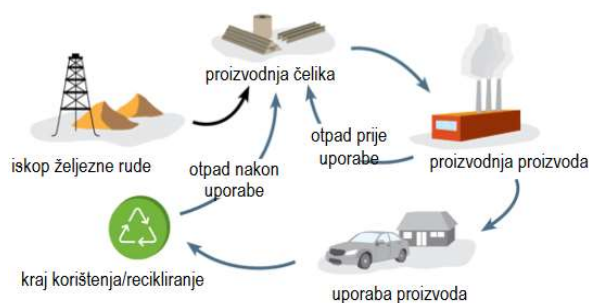 proizvodnja čelika
iskop željezne rude
otpad prije
uporabe
proizvodnja proizvoda
otpad nakon
uporabe
kraj korištenja/recikliranje
uporaba proizvoda